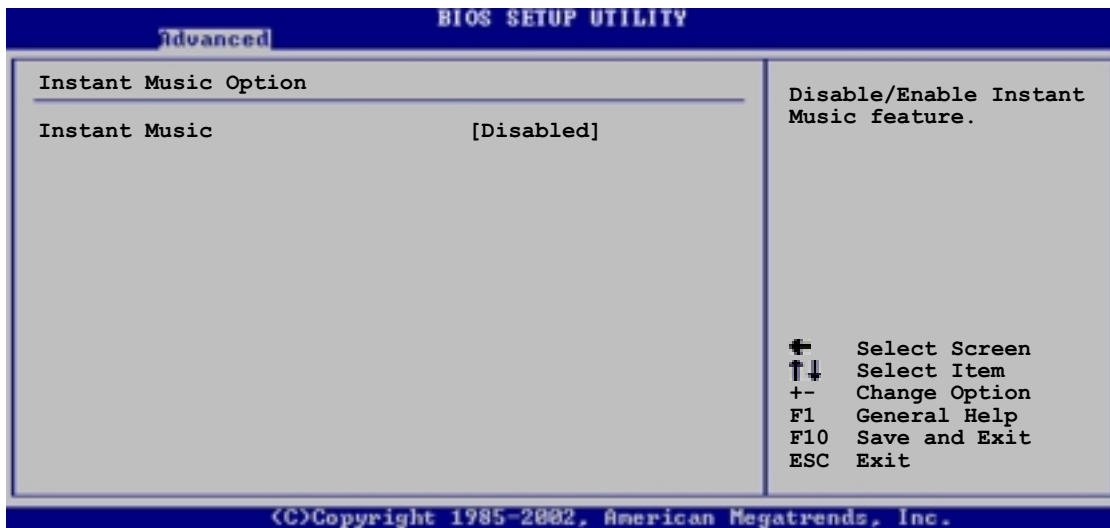 BIOS SETUP UTILITY
Advanced
Instant Music Option
Instant Music [Disabled]
Disable/Enable Instant
Music feature.
← Select Screen
↑↓ Select Item
+- Change Option
F1 General Help
F10 Save and Exit
ESC Exit
(C)Copyright 1985-2002, American Megatrends, Inc.